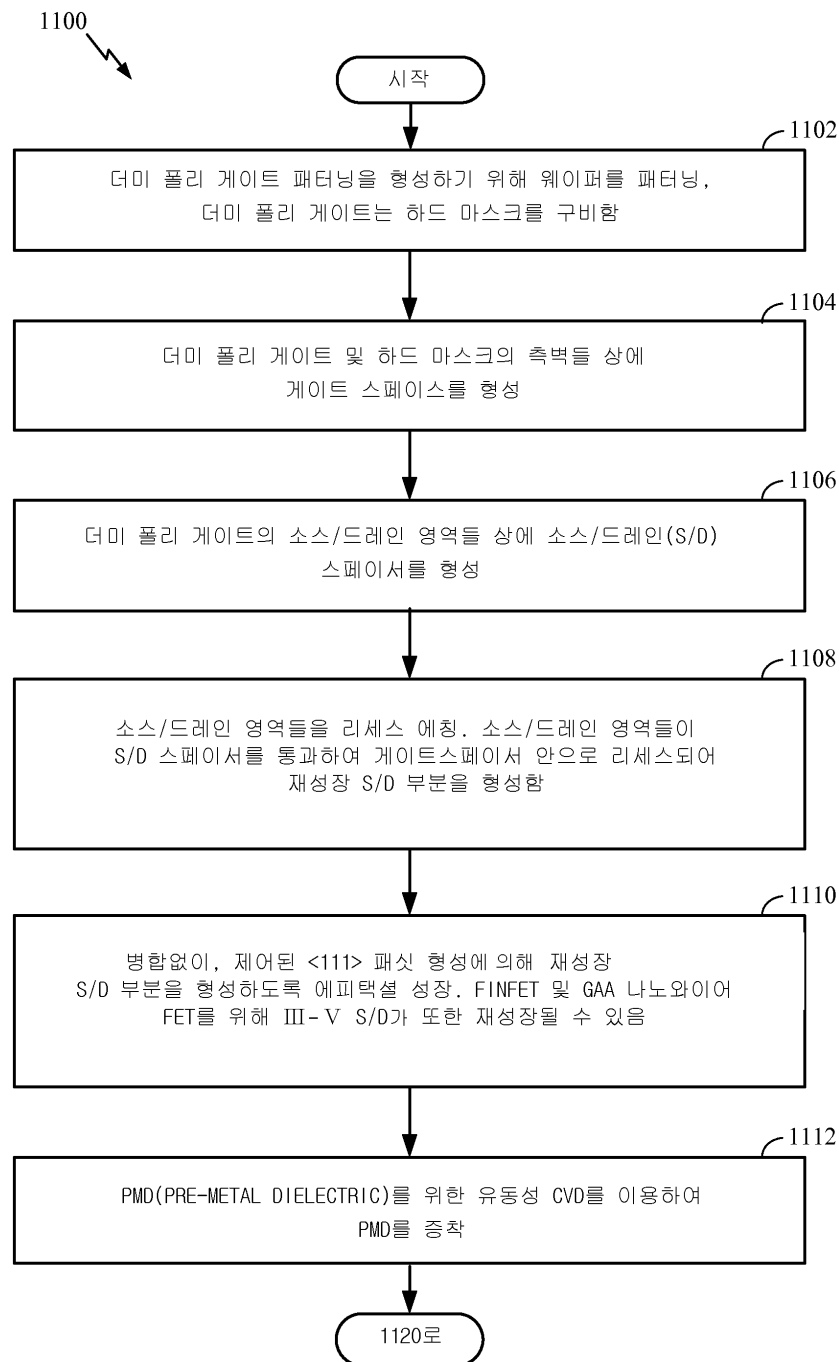 1100
시작
1102
더미 폴리 게이트 패터닝을 형성하기 위해 웨이퍼를 패터닝,
더미 폴리 게이트는 하드 마스크를 구비함
1104
더미 폴리 게이트 및 하드 마스크의 측벽들 상에
게이트 스페이스를 형성
1106
더미 폴리 게이트의 소스/드레인 영역들 상에 소스/드레인(S/D)
스페이서를 형성
1108
소스/드레인 영역들을 리세스 에칭. 소스/드레인 영역들이
S/D 스페이서를 통과하여 게이트스페이서 안으로 리세스되어
재성장 S/D 부분을 형성함
1110
병합없이, 제어된 <111> 패싯 형성에 의해 재성장
S/D 부분을 형성하도록 에피택셜 성장. FINFET 및 GAA 나노와이어
FET를 위해 III-V S/D가 또한 재성장될 수 있음
1112
PMD(PRE-METAL DIELECTRIC)를 위한 유동성 CVD를 이용하여
PMD를 증착
1120로